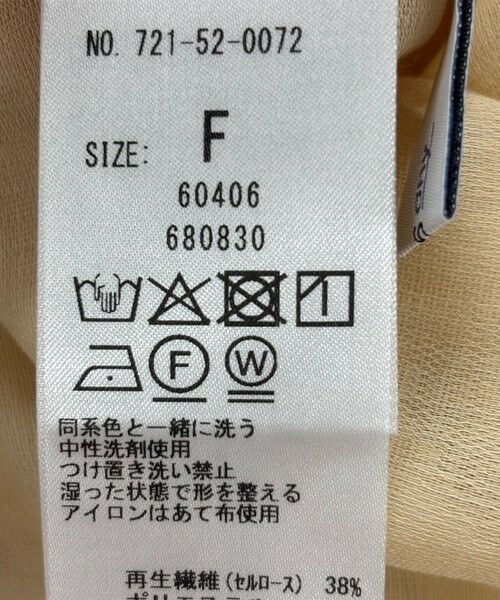 NO. 721-52-0072
SIZE: F
60406
680830
F W
同系色と一緒に洗う
中性洗剤使用
つけ置き洗い禁止
湿った状態で形を整える
アイロンはあて布使用
再生繊維(セルロース) 38%